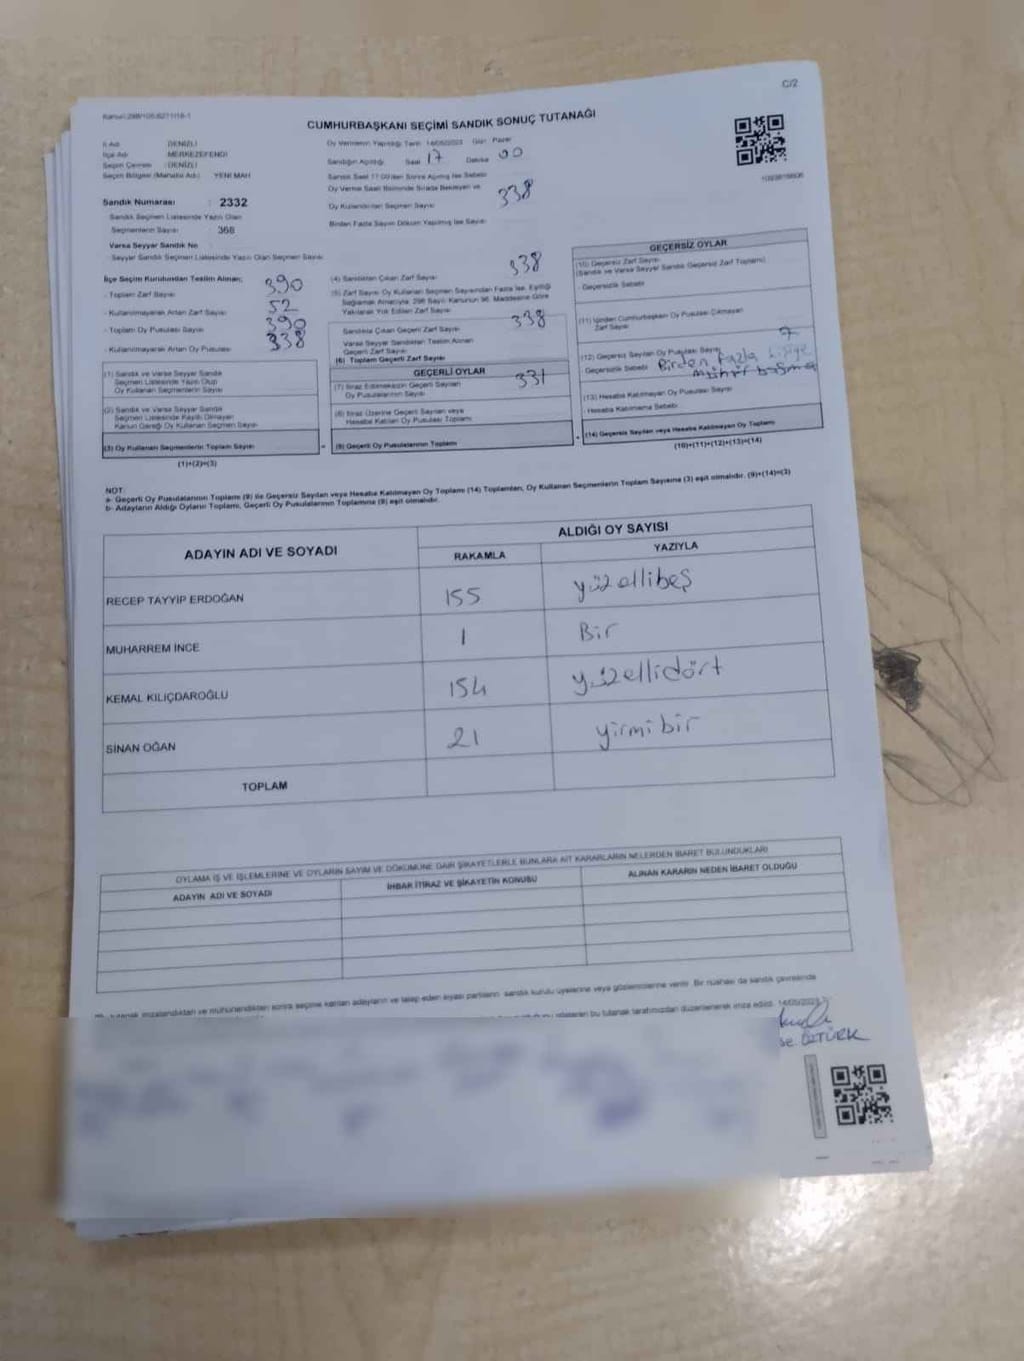 C/2
CUMHURBAŞKANI SEÇİMİ SANDIK SONUÇ TUTANAĞI
İl Adı DENİZLİ
İlçe Adı MERKEZEFENDİ
Seçim Çevresi : DENİZLİ
Seçim Bölgesi (Mahalle Adı) YENİ MAH
Oy Vermenin Yapıldığı Tarih 14/05/2023 Gün Pazar
Sandığın Açıldığı Saat 17 Dakika 00
Sandık Saat 17.00'den Sonra Açılmış İse Sebebi
Oy Verme Saati Bitiminde Sırada Bekleyen ve
Oy Kullandırılan Seçmen Sayısı 338
Birden Fazla Sayım Döküm Yapılmış İse Sayısı
Sandık Numarası : 2332
Sandık Seçmen Listesinde Yazılı Olan
Seçmenlerin Sayısı : 368
Varsa Seyyar Sandık No
Seyyar Sandık Seçmen Listesinde Yazılı Olan Seçmen Sayısı
İlçe Seçim Kurulundan Teslim Alınan;
- Toplam Zarf Sayısı 390
- Kullanılmayarak Artan Zarf Sayısı 52
- Toplam Oy Pusulası Sayısı 390
- Kullanılmayarak Artan Oy Pusulası 338
(1) Sandık ve Varsa Seyyar Sandık
Seçmen Listesinde Yazılı Olup
Oy Kullanan Seçmenlerin Sayısı
(2) Sandık ve Varsa Seyyar Sandık
Seçmen Listesinde Kayıtlı Olmayan
Kanun Gereği Oy Kullanan Seçmen Sayısı
(3) Oy Kullanan Seçmenlerin Toplam Sayısı
(1)+(2)=(3)
(4) Sandıktan Çıkan Zarf Sayısı 338
(5) Zarf Sayısı Oy Kullanan Seçmen Sayısından Fazla İse, Eşitliği
Sağlamak Amacıyla, 298 Sayılı Kanunun 98. Maddesine Göre
Yakılarak Yok Edilen Zarf Sayısı
Sandıkta Çıkan Geçerli Zarf Sayısı 338
Varsa Seyyar Sandıktan Teslim Alınan
Geçerli Zarf Sayısı
(6) Toplam Geçerli Zarf Sayısı
GEÇERLİ OYLAR
(7) İtiraz Edilmeksizin Geçerli Sayılan
Oy Pusulasının Sayısı 331
(8) İtiraz Üzerine Geçerli Sayılan veya
Hesaba Katılan Oy Pusulası Toplamı
(9) Geçerli Oy Pusulalarının Toplamı
GEÇERSİZ OYLAR
(10) Geçersiz Zarf Sayısı
(Sandık ve Varsa Seyyar Sandık Geçersiz Zarf Toplamı)
- Geçersizlik Sebebi
(11) İçinden Cumhurbaşkanı Oy Pusulası Çıkmayan
Zarf Sayısı
(12) Geçersiz Sayılan Oy Pusulası Sayısı 7
- Geçersizlik Sebebi Birden fazla kişiye
mühür basma
(13) Hesaba Katılmayan Oy Pusulası Sayısı
- Hesaba Katılmama Sebebi
(14) Geçersiz Sayılan veya Hesaba Katılmayan Oy Toplamı
(10)+(11)+(12)+(13)=(14)
NOT:
a- Geçerli Oy Pusulalarının Toplamı (9) ile Geçersiz Sayılan veya Hesaba Katılmayan Oy Toplamı (14) Toplamları, Oy Kullanan Seçmenlerin Toplam Sayısına (3) eşit olmalıdır. (9)+(14)=(3)
b- Adayların Aldığı Oyların Toplamı, Geçerli Oy Pusulalarının Toplamına (9) eşit olmalıdır.
ADAYIN ADI VE SOYADI ALDIĞI OY SAYISI
RAKAMLA YAZIYLA
RECEP TAYYİP ERDOĞAN 155 yüzellibeş
MUHARREM İNCE 1 Bir
KEMAL KILIÇDAROĞLU 154 yüzellidört
SİNAN OĞAN 21 yirmibir
TOPLAM
OYLAMA İŞ VE İŞLEMLERİNE VE OYLARIN SAYIM VE DÖKÜMÜNE DAİR ŞİKAYETLERLE BUNLARA AİT KARARLARIN NELERDEN İBARET BULUNDUKLARI
ADAYIN ADI VE SOYADI İHBAR İTİRAZ VE ŞİKAYETİN KONUSU ALINAN KARARIN NEDEN İBARET OLDUĞU
tutanak imzalandıktan ve mühürlendikten sonra seçime katılan adayların ve talep eden siyasi partilerin sandık kurulu üyelerine veya gözlemcilerine verilir. Bir nüshası da sandık çevresinde
bu tutanak tarafımızdan düzenlenerek imza edildi. 14/05/2023
ÖZTÜRK